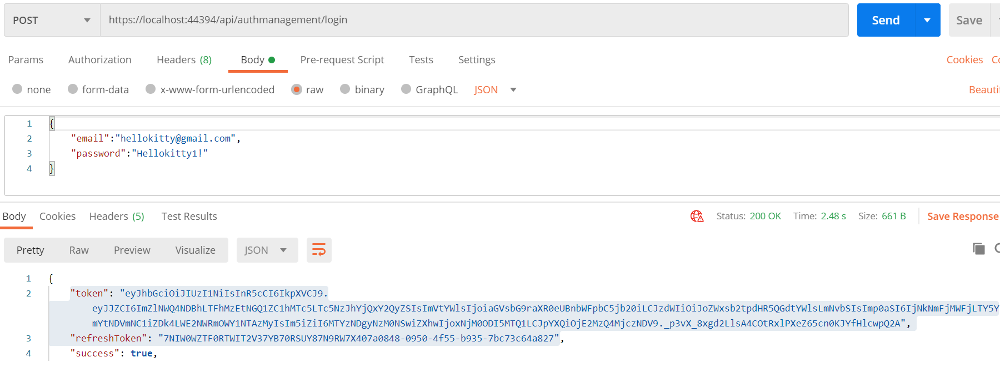 POST https://localhost:44394/api/authmanagement/login Send Save
Params Authorization Headers (8) Body Pre-request Script Tests Settings Cookies
none form-data x-www-form-urlencoded raw binary GraphQL JSON
1 {
2 "email":"hellokitty@gmail.com",
3 "password":"Hellokitty1!"
4 }
Body Cookies Headers (5) Test Results Status: 200 OK Time: 2.48 s Size: 661 B Save Response
Pretty Raw Preview Visualize JSON
1 {
2 "token": "eyJhbGciOiJIUzI1NiIsInR5cCI6IkpXVCJ9.
eyJJZCI6ImZlNWQ4NDBhLTFhMzEtNGQ1ZC1hMTc5LTc5NzJhYjQxY2QyZSIsImVtYWlsIjoiaGVsbG9raXR0eUBnbWFpbC5jb20iLCJzdWIiOiJoZWxsb2tpdHR5QGdtYWlsLmNvbSIsImp0aSI6IjNkNmFjMWFjLTY5Y
mYtNDVmNC1iZDk4LWE2NWRmOWY1NTAzMyIsIm5iZiI6MTYzNDgyNzM0NSwiZXhwIjoxNjM0ODI5MTQ1LCJpYXQiOjE2MzQ4MjczNDV9._p3vX_8xgd2LlsA4COtRxlPXeZ65cn0KJYfHlcwpQ2A",
3 "refreshToken": "7NIW0WZTF0RTWIT2V37YB70RSUY87N9RW7X407a0848-0950-4f55-b935-7bc73c64a827",
4 "success": true,